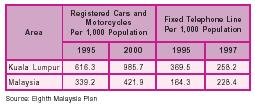 Area
Registered Cars and
Motorcycles
Per 1,000 Population
Fixed Telephone Line
Per 1,000 Population
1995 2000 1995 1997
Kuala Lumpur 616.3 985.7 369.5 258.2
Malaysia 339.2 421.9 164.3 228.4
Source: Eighth Malaysia Plan